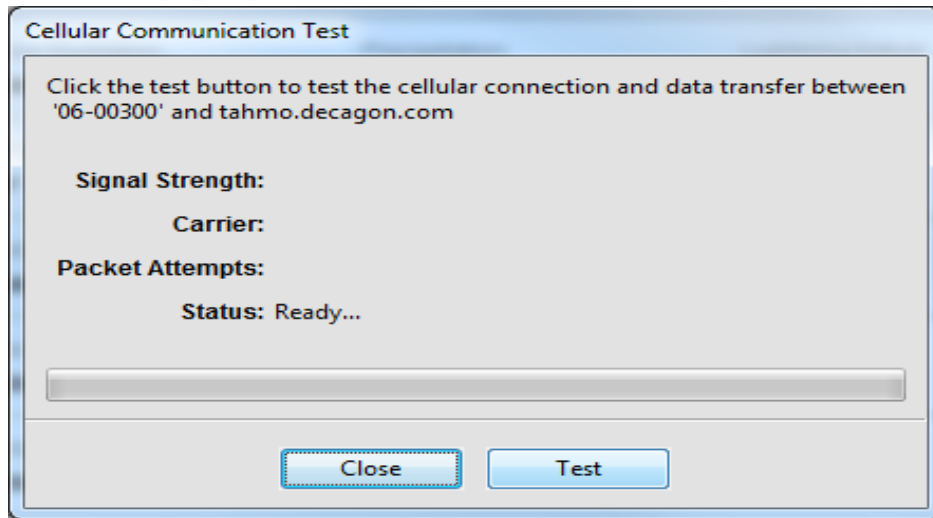 Cellular Communication Test
Click the test button to test the cellular connection and data transfer between
'06-00300' and tahmo.decagon.com
Signal Strength:
Carrier:
Packet Attempts:
Status: Ready...
Close Test